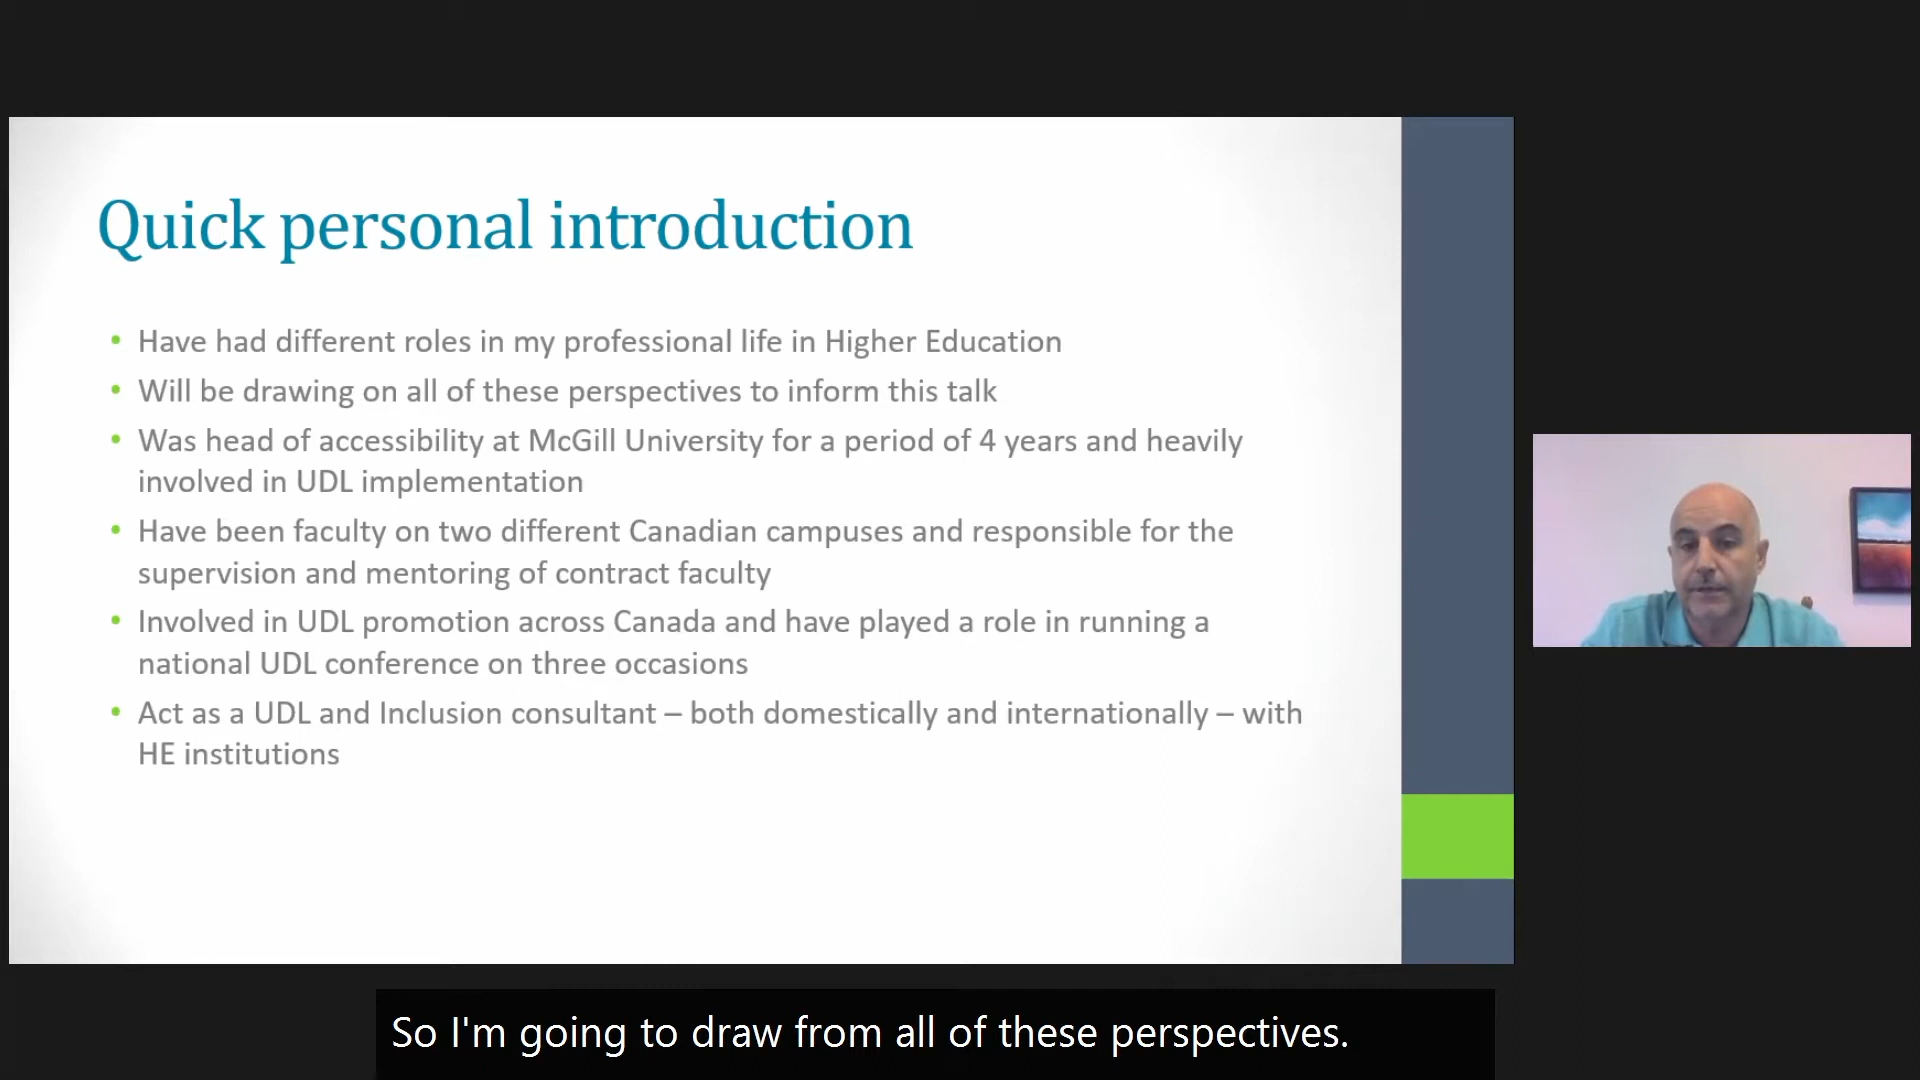 Quick personal introduction
• Have had different roles in my professional life in Higher Education
• Will be drawing on all of these perspectives to inform this talk
• Was head of accessibility at McGill University for a period of 4 years and heavily
involved in UDL implementation
• Have been faculty on two different Canadian campuses and responsible for the
supervision and mentoring of contract faculty
• Involved in UDL promotion across Canada and have played a role in running a
national UDL conference on three occasions
• Act as a UDL and Inclusion consultant – both domestically and internationally – with
HE institutions
So I'm going to draw from all of these perspectives.